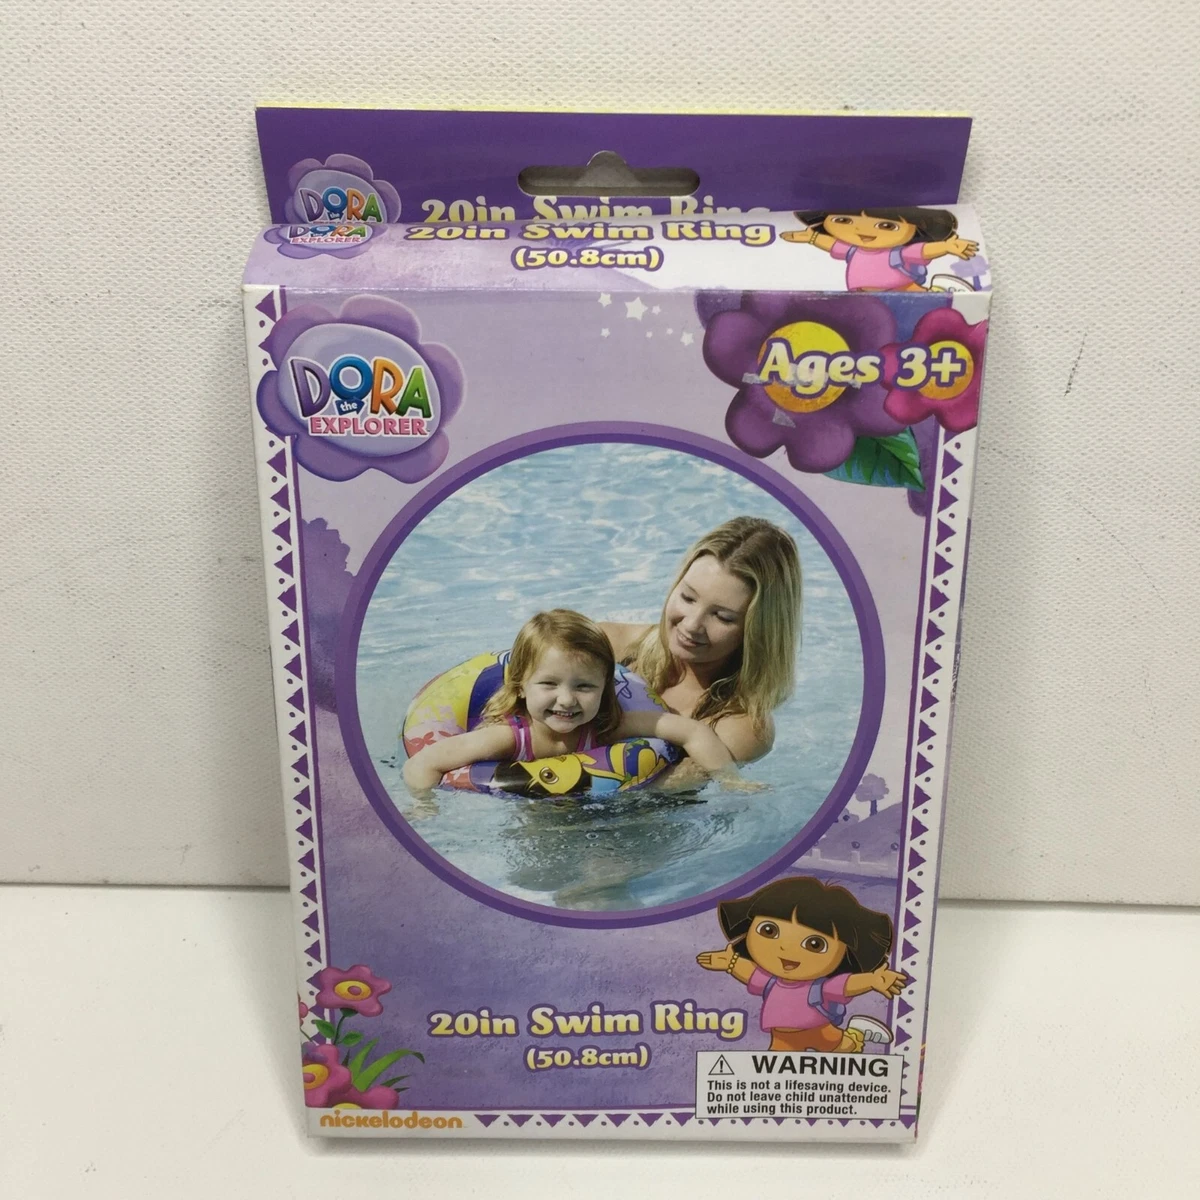 DORA
the
20in Swim Ring
DORA
EXPLORER
20in Swim Ring
(50.8cm)
DORA
the
EXPLORER
Ages 3+
20in Swim Ring
(50.8cm)
WARNING
This is not a lifesaving device.
Do not leave child unattended
while using this product.
nickelodeon